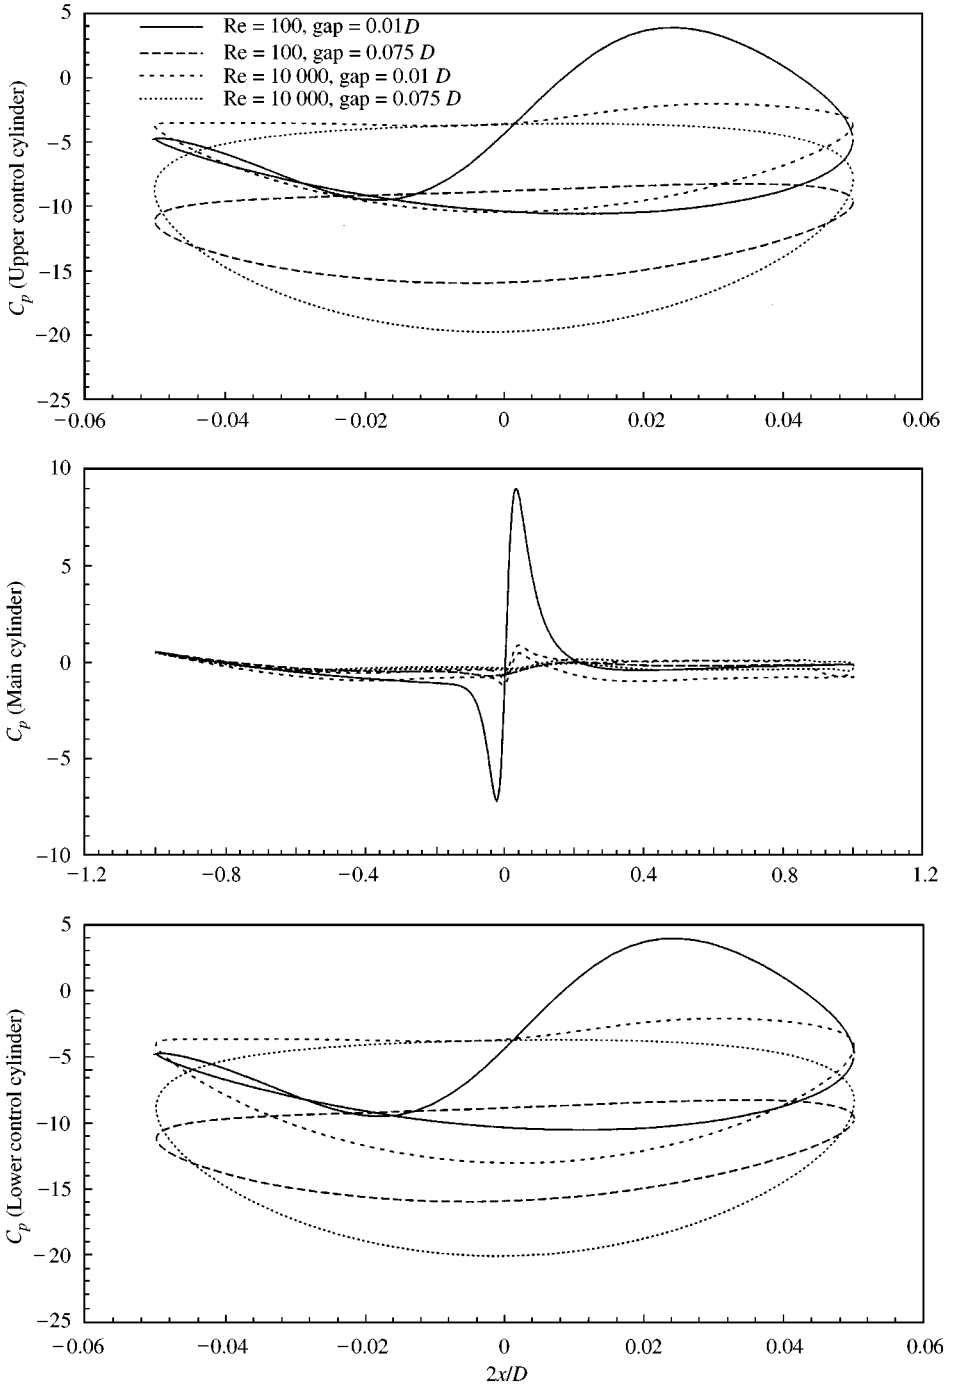 Re = 100, gap = 0.01D
Re = 100, gap = 0.075 D
Re = 10 000, gap = 0.01 D
Re = 10 000, gap = 0.075 D
C_p (Upper control cylinder)
5
0
−5
−10
−15
−20
−25
−0.06 −0.04 −0.02 0 0.02 0.04 0.06
C_p (Main cylinder)
10
5
0
−5
−10
−1.2 −0.8 −0.4 0 0.4 0.8 1.2
C_p (Lower control cylinder)
5
0
−5
−10
−15
−20
−25
−0.06 −0.04 −0.02 0 0.02 0.04 0.06
2x/D